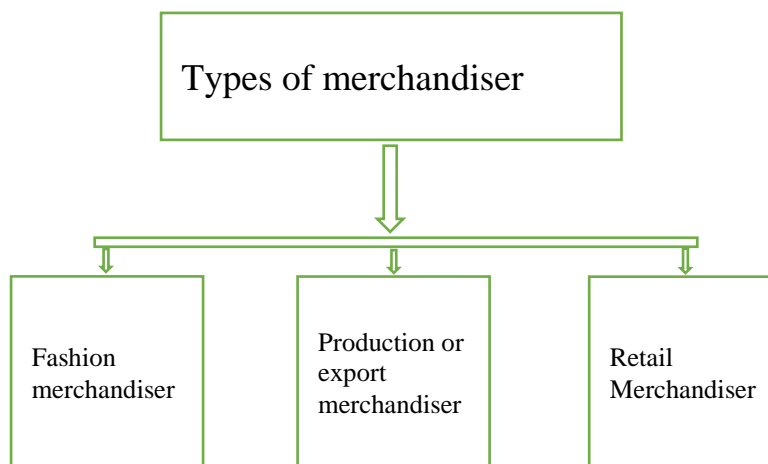 Types of merchandiser
Fashion
merchandiser
Production or
export
merchandiser
Retail
Merchandiser